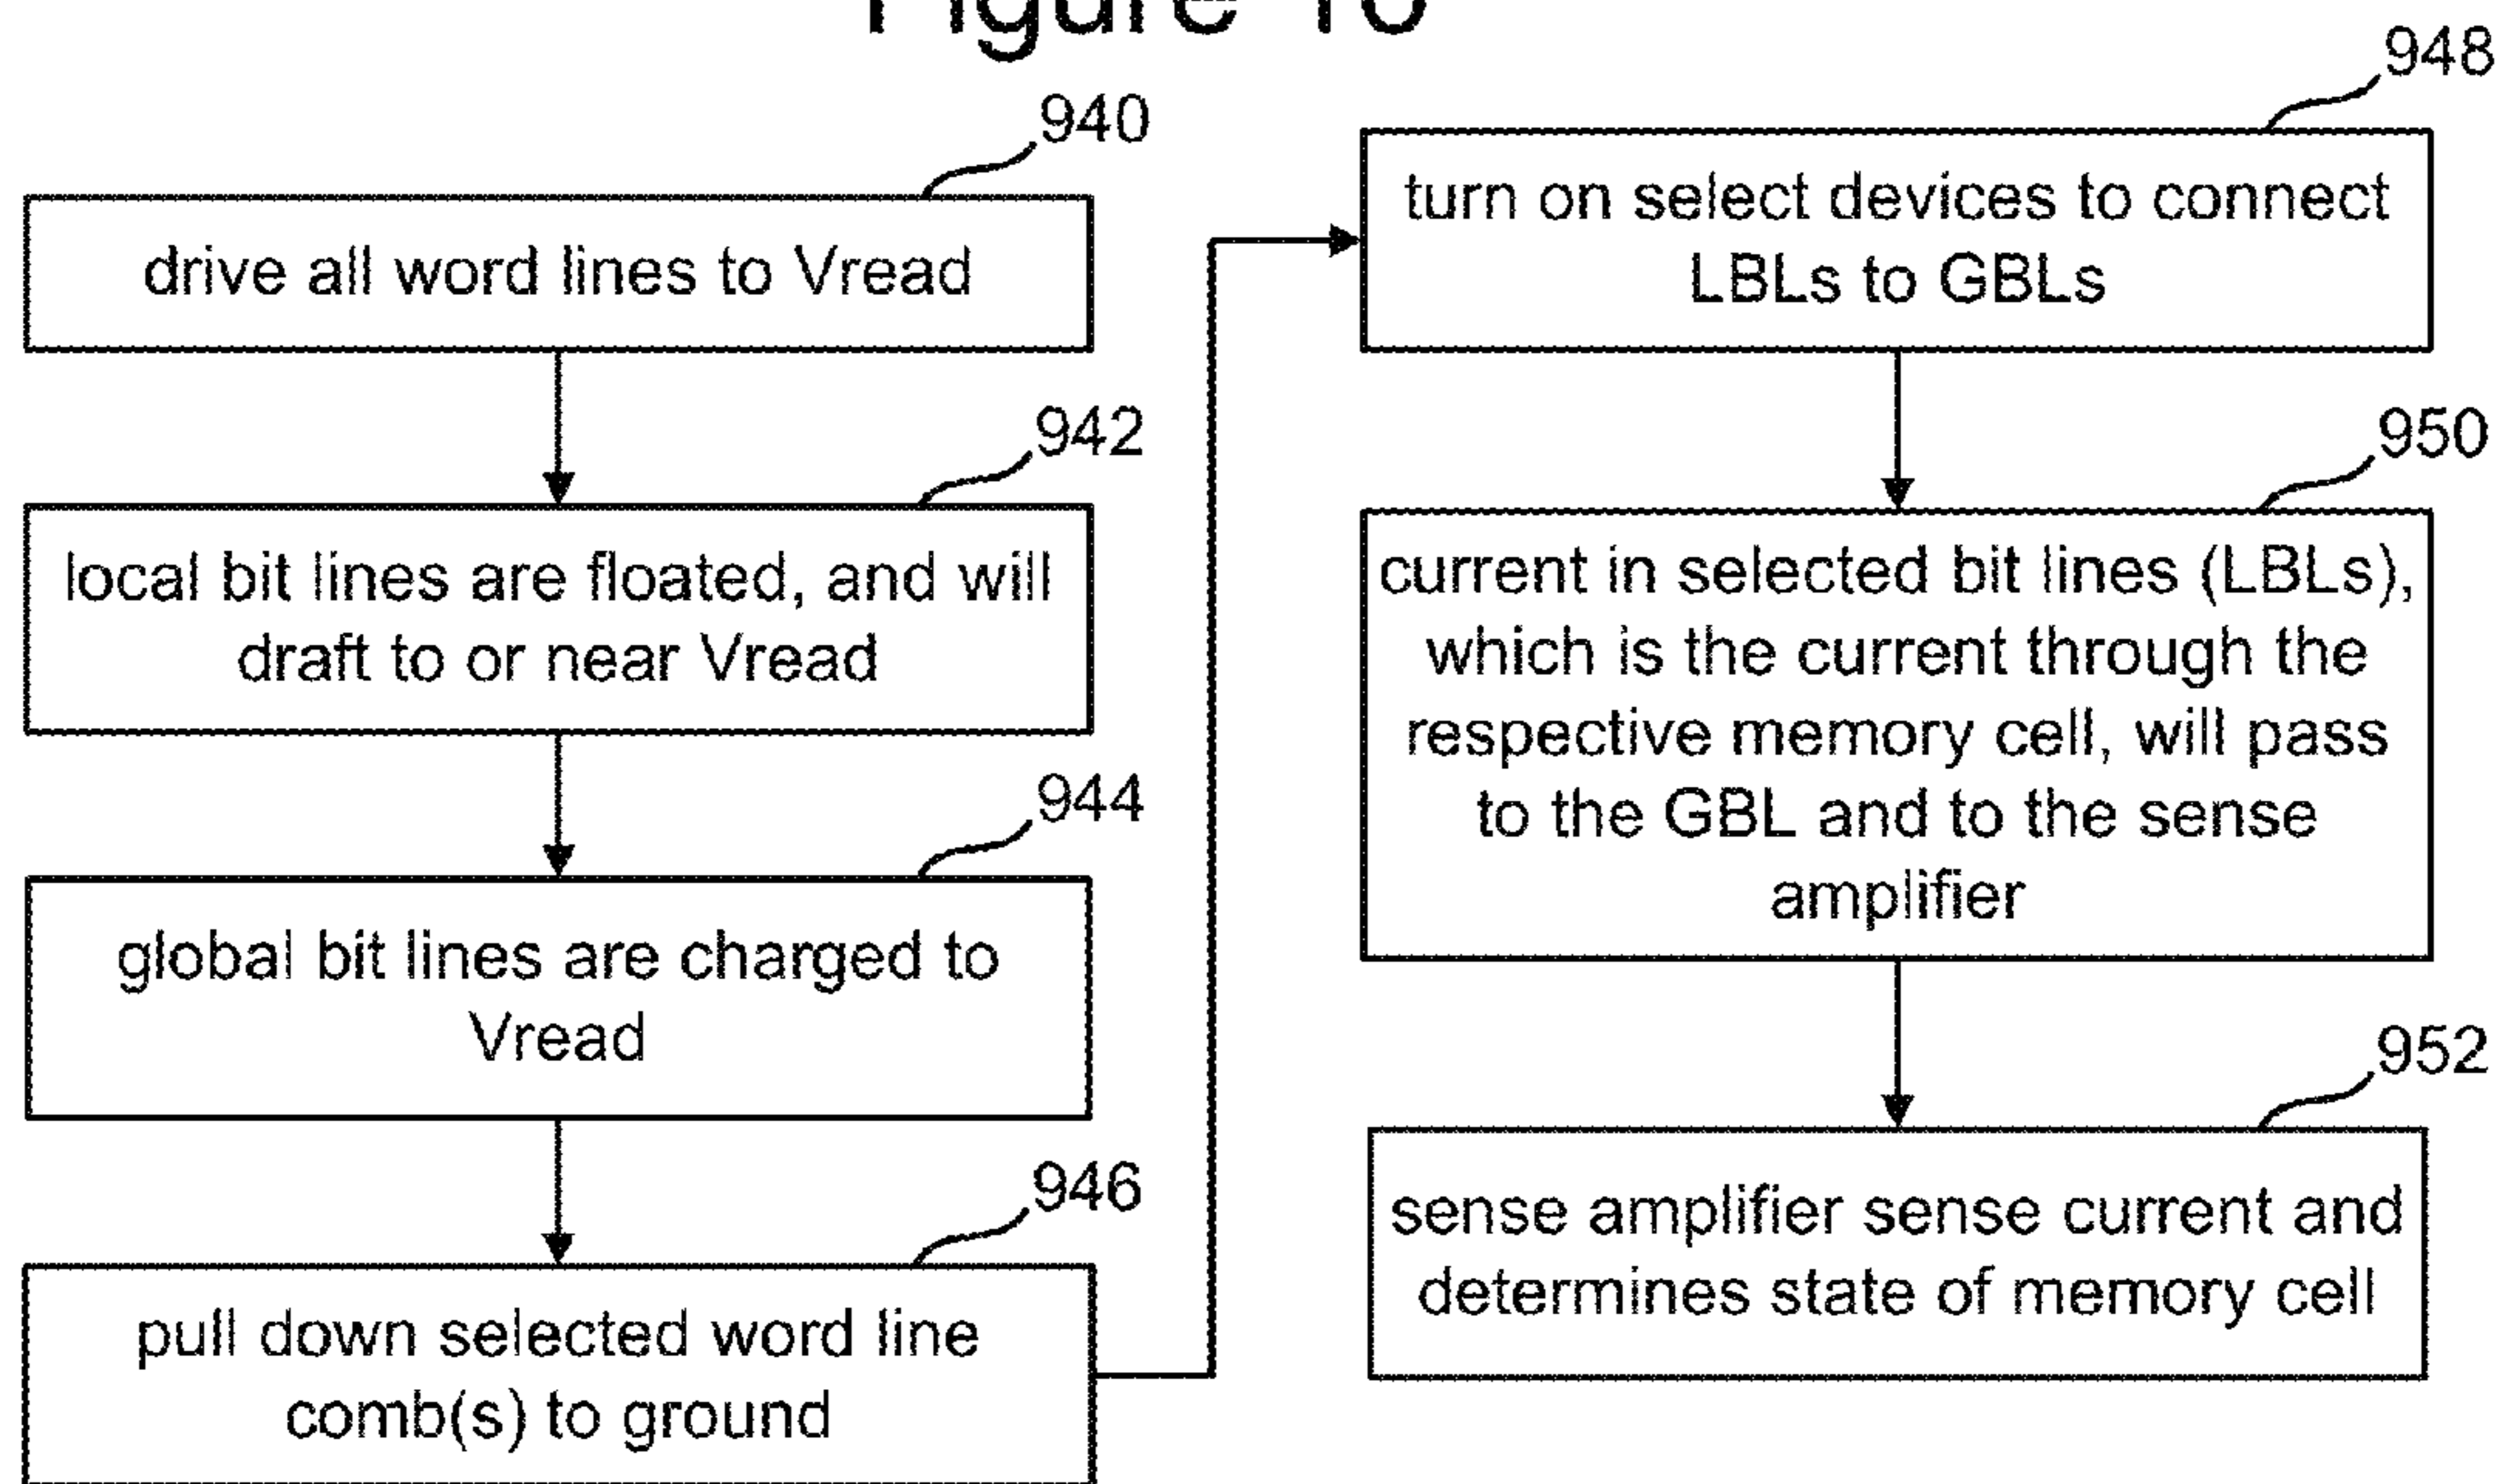 940
drive all word lines to Vread
942
local bit lines are floated, and will
draft to or near Vread
944
global bit lines are charged to
Vread
946
pull down selected word line
comb(s) to ground
948
turn on select devices to connect
LBLs to GBLs
950
current in selected bit lines (LBLs),
which is the current through the
respective memory cell, will pass
to the GBL and to the sense
amplifier
952
sense amplifier sense current and
determines state of memory cell